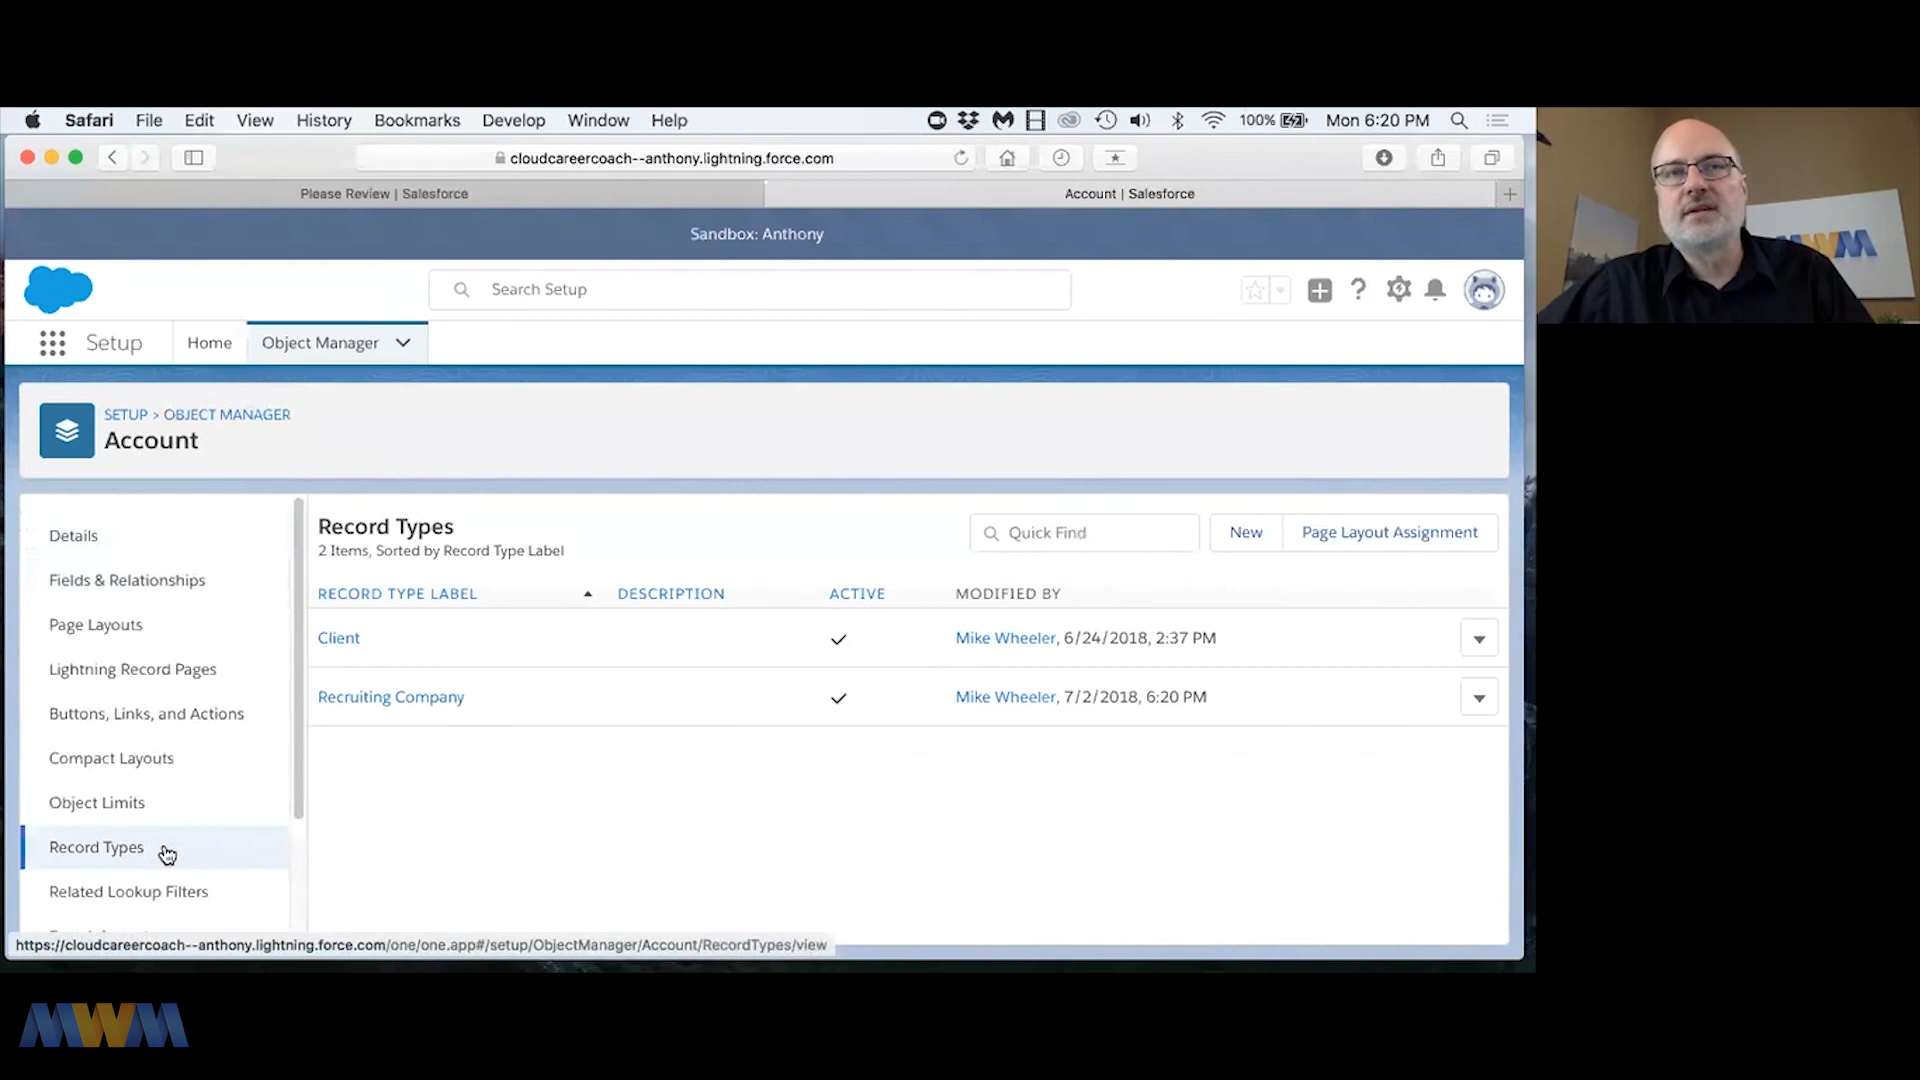 Safari File Edit View History Bookmarks Develop Window Help 100% Mon 6:20 PM
cloudcareercoach--anthony.lightning.force.com
Please Review | Salesforce Account | Salesforce
Sandbox: Anthony
Search Setup
Setup Home Object Manager
SETUP > OBJECT MANAGER
Account
Details
Fields & Relationships
Page Layouts
Lightning Record Pages
Buttons, Links, and Actions
Compact Layouts
Object Limits
Record Types
Related Lookup Filters
Record Types
2 Items, Sorted by Record Type Label
Quick Find New Page Layout Assignment
RECORD TYPE LABEL DESCRIPTION ACTIVE MODIFIED BY
Client Mike Wheeler, 6/24/2018, 2:37 PM
Recruiting Company Mike Wheeler, 7/2/2018, 6:20 PM
https://cloudcareercoach--anthony.lightning.force.com/one/one.app#/setup/ObjectManager/Account/RecordTypes/view
MWM
MWM